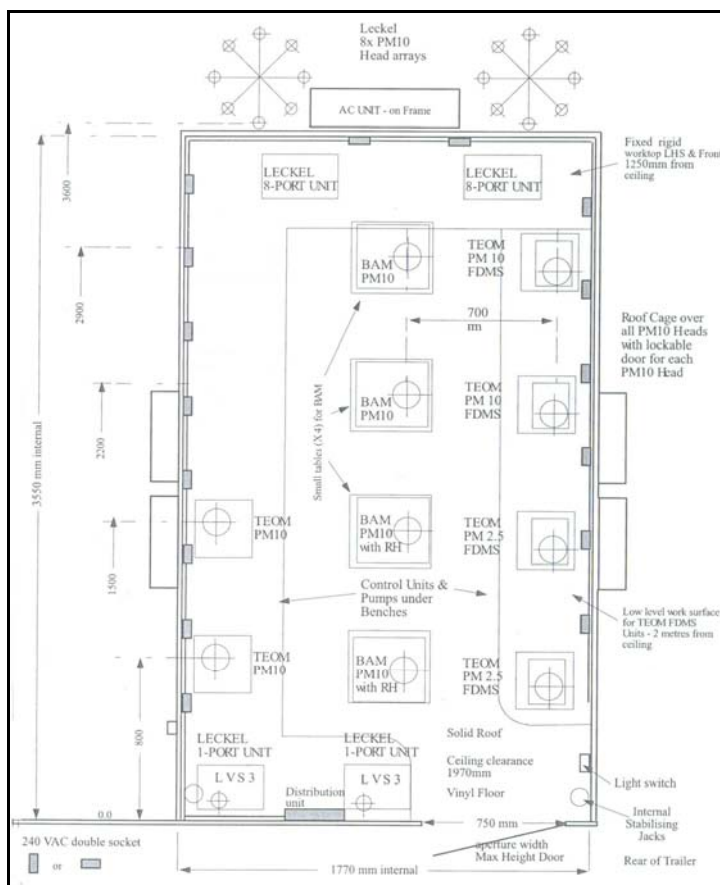 Leckel
8x PM10
Head arrays
AC UNIT - on Frame
Fixed rigid
worktop LHS & Front
1250mm from
ceiling
LECKEL
8-PORT UNIT
LECKEL
8-PORT UNIT
3600
BAM
PM10
TEOM
PM 10
FDMS
2900
700
m
Roof Cage over
all PM10 Heads
with lockable
door for each
PM10 Head
BAM
PM10
TEOM
PM 10
FDMS
Small tables (X4) for BAM
2200
3550 mm internal
TEOM
PM10
BAM
PM10
with RH
TEOM
PM 2.5
FDMS
1500
Control Units &
Pumps under
Benches
Low level work surface
for TEOM FDMS
Units - 2 metres from
ceiling
TEOM
PM10
BAM
PM10
with RH
TEOM
PM 2.5
FDMS
800
Solid Roof
LECKEL
1-PORT UNIT
LECKEL
1-PORT UNIT
Ceiling clearance
1970mm
LVS 3
LVS 3
Vinyl Floor
Light switch
Distribution
unit
0.0
750 mm
Internal
Stabilising
Jacks
240 VAC double socket
or
aperture width
Max Height Door
Rear of Trailer
1770 mm internal